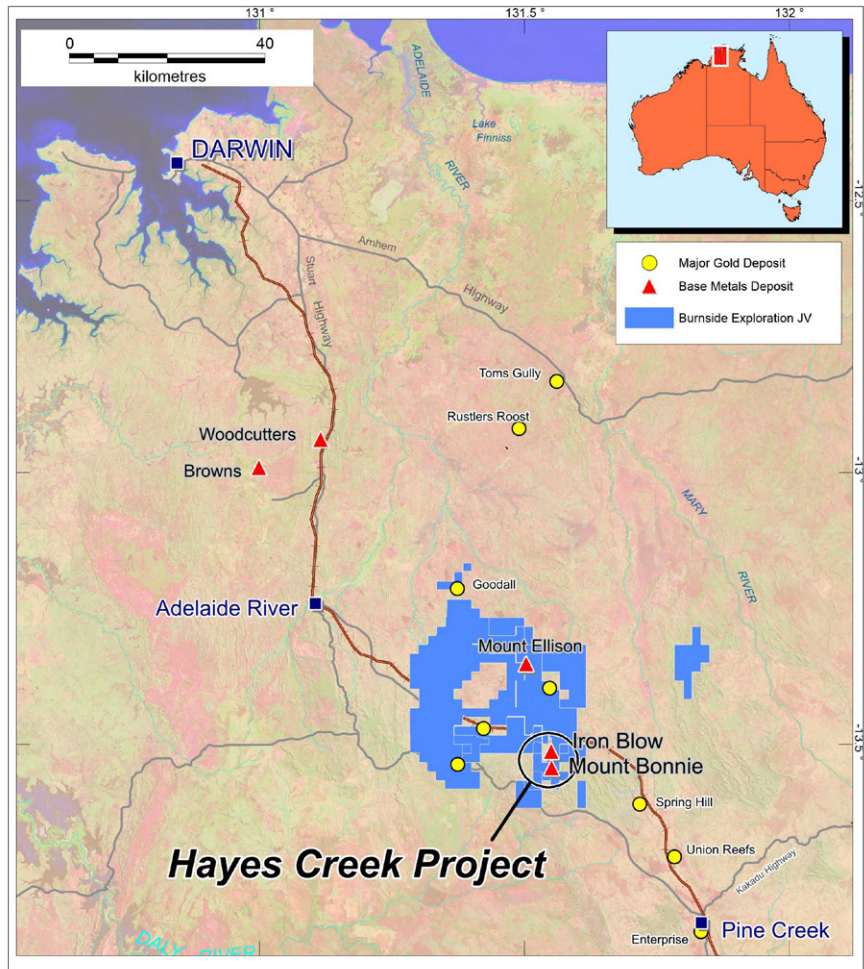 131°
131.5°
132°
0
40
kilometres
ADELAIDE
RIVER
Lake
Finniss
DARWIN
12.5°
Arnhem
Highway
Stuart
Highway
Major Gold Deposit
Base Metals Deposit
Burnside Exploration JV
Toms Gully
Rustlers Roost
Woodcutters
Browns
-13°
MARY
RIVER
Goodall
Adelaide River
Mount Ellison
Iron Blow
Mount Bonnie
-13.5°
Spring Hill
Hayes Creek Project
Union Reefs
Kakadu Highway
Pine Creek
Enterprise
DALY RIVER